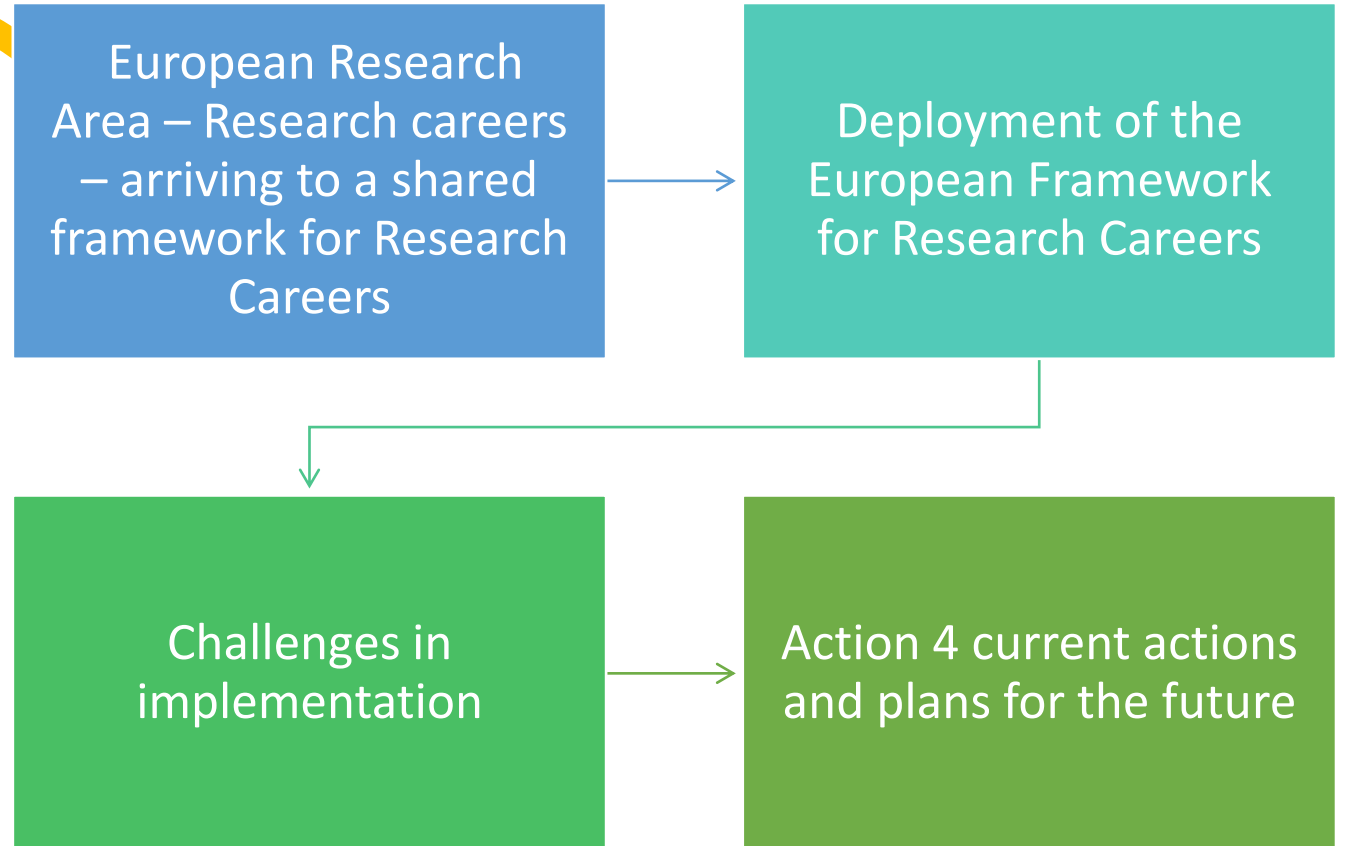 European Research
Area – Research careers
– arriving to a shared
framework for Research
Careers
Deployment of the
European Framework
for Research Careers
Challenges in
implementation
Action 4 current actions
and plans for the future